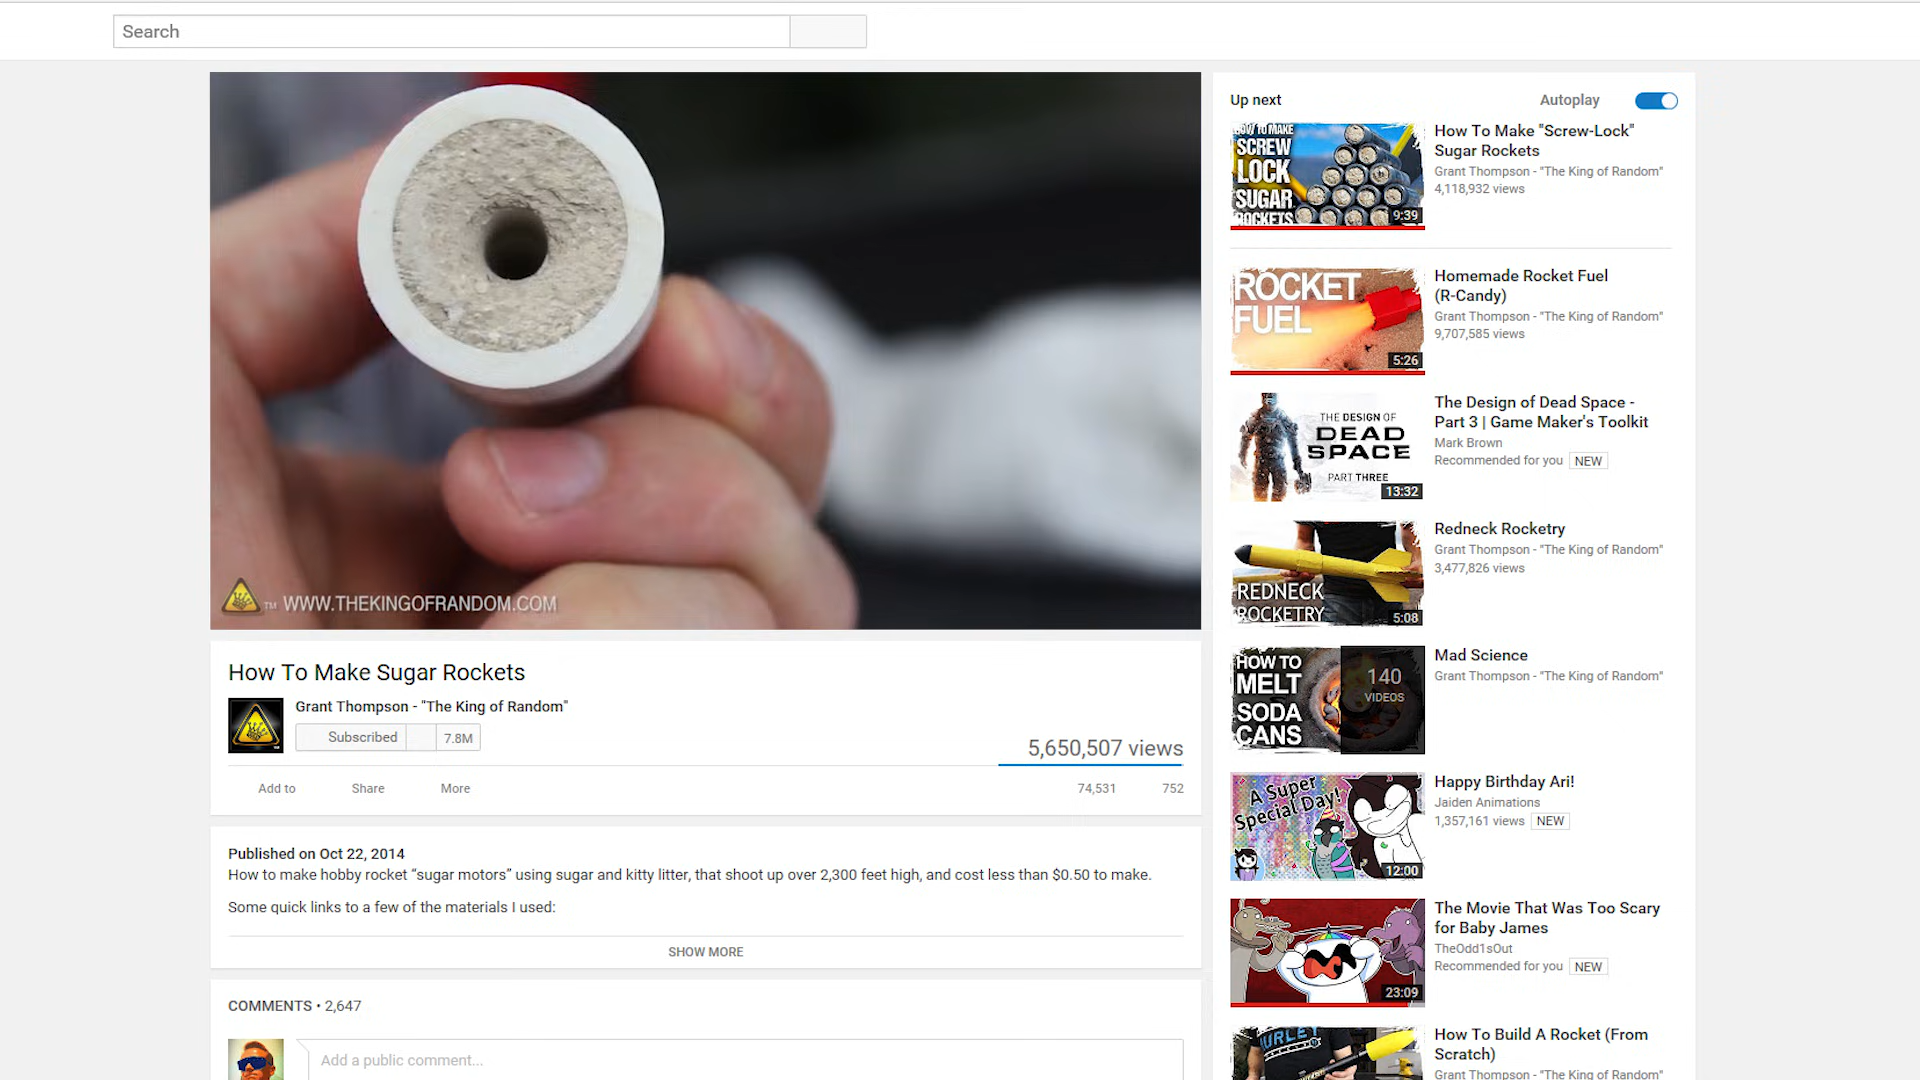 Search
TM WWW.THEKINGOFRANDOM.COM
How To Make Sugar Rockets
Grant Thompson - "The King of Random"
Subscribed 7.8M
5,650,507 views
Add to Share More 74,531 752
Published on Oct 22, 2014
How to make hobby rocket “sugar motors” using sugar and kitty litter, that shoot up over 2,300 feet high, and cost less than $0.50 to make.
Some quick links to a few of the materials I used:
SHOW MORE
COMMENTS • 2,647
Add a public comment...
Up next Autoplay
HOW TO MAKE
SCREW
LOCK
SUGAR
ROCKETS
9:39
How To Make "Screw-Lock"
Sugar Rockets
Grant Thompson - "The King of Random"
4,118,932 views
ROCKET
FUEL
5:26
Homemade Rocket Fuel
(R-Candy)
Grant Thompson - "The King of Random"
9,707,585 views
THE DESIGN OF
DEAD
SPACE
PART THREE
13:32
The Design of Dead Space -
Part 3 | Game Maker's Toolkit
Mark Brown
Recommended for you NEW
REDNECK
ROCKETRY
5:08
Redneck Rocketry
Grant Thompson - "The King of Random"
3,477,826 views
HOW TO
MELT
SODA
CANS
140
VIDEOS
Mad Science
Grant Thompson - "The King of Random"
A Super
Special Day!
12:00
Happy Birthday Ari!
Jaiden Animations
1,357,161 views NEW
23:09
The Movie That Was Too Scary
for Baby James
TheOdd1sOut
Recommended for you NEW
How To Build A Rocket (From
Scratch)
Grant Thompson - "The King of Random"